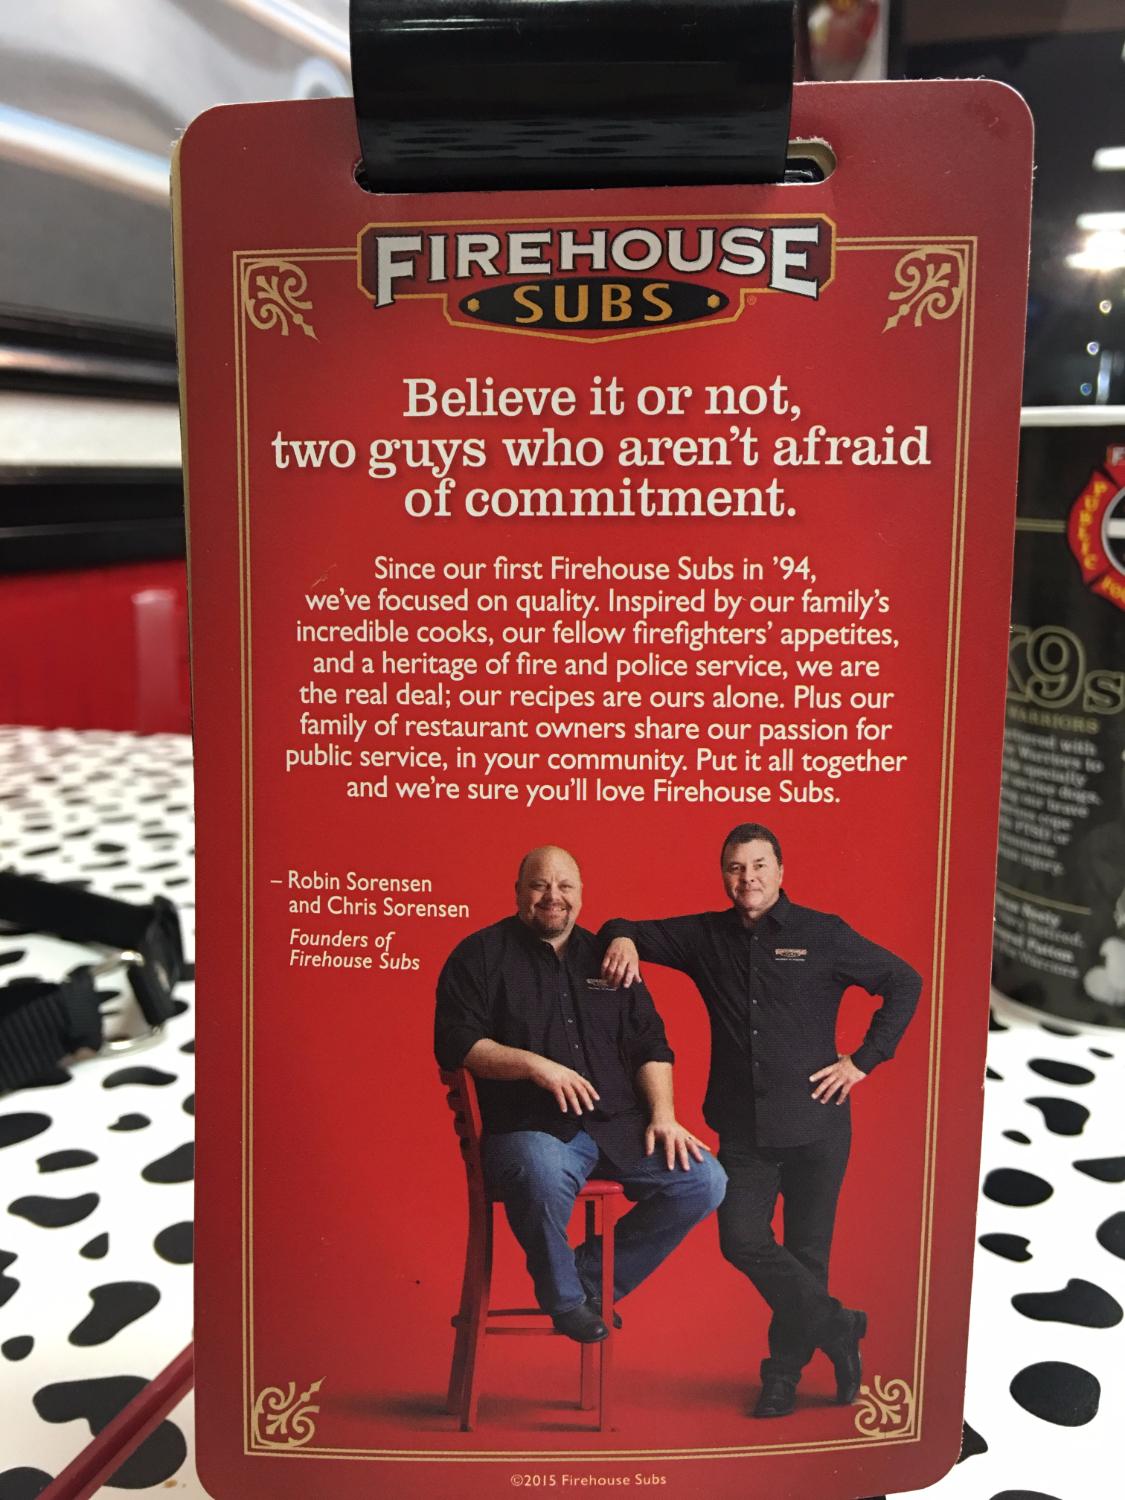 FIREHOUSE
SUBS
®
Believe it or not,
two guys who aren't afraid
of commitment.
Since our first Firehouse Subs in '94,
we've focused on quality. Inspired by our family's
incredible cooks, our fellow firefighters' appetites,
and a heritage of fire and police service, we are
the real deal; our recipes are ours alone. Plus our
family of restaurant owners share our passion for
public service, in your community. Put it all together
and we're sure you'll love Firehouse Subs.
– Robin Sorensen
and Chris Sorensen
Founders of
Firehouse Subs
©2015 Firehouse Subs
PUBLIC
K9s
WARRIORS